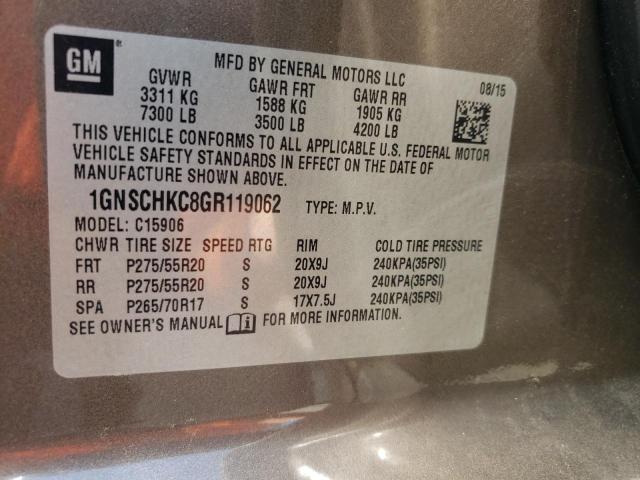 GM
MFD BY GENERAL MOTORS LLC
GVWR GAWR FRT GAWR RR 08/15
3311 KG 1588 KG 1905 KG
7300 LB 3500 LB 4200 LB
THIS VEHICLE CONFORMS TO ALL APPLICABLE U.S. FEDERAL MOTOR
VEHICLE SAFETY STANDARDS IN EFFECT ON THE DATE OF
MANUFACTURE SHOWN ABOVE.
1GNSCHKC8GR119062 TYPE: M.P.V.
MODEL: C15906
CHWR TIRE SIZE SPEED RTG RIM COLD TIRE PRESSURE
FRT P275/55R20 S 20X9J 240KPA(35PSI)
RR P275/55R20 S 20X9J 240KPA(35PSI)
SPA P265/70R17 S 17X7.5J 240KPA(35PSI)
SEE OWNER'S MANUAL FOR MORE INFORMATION.